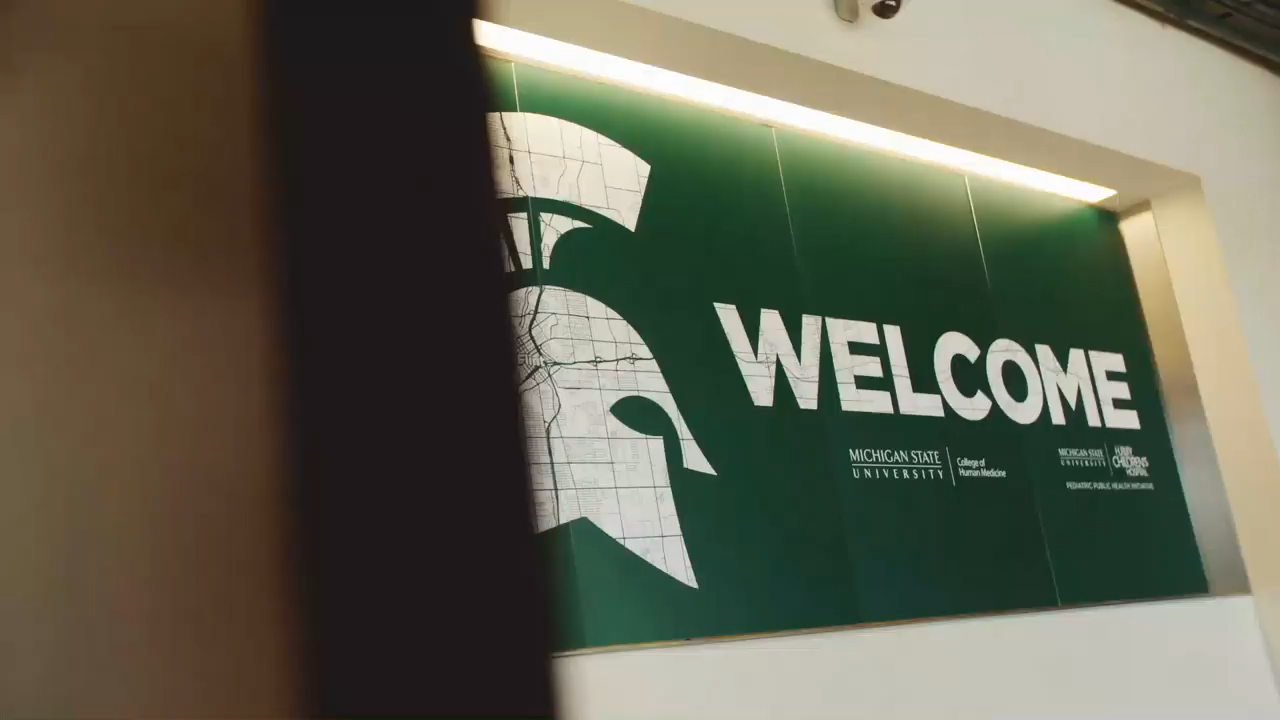 WELCOME
MICHIGAN STATE
UNIVERSITY
College of
Human Medicine
MICHIGAN STATE
UNIVERSITY
HURLEY
CHILDREN'S
HOSPITAL
PEDIATRIC PUBLIC HEALTH INITIATIVE